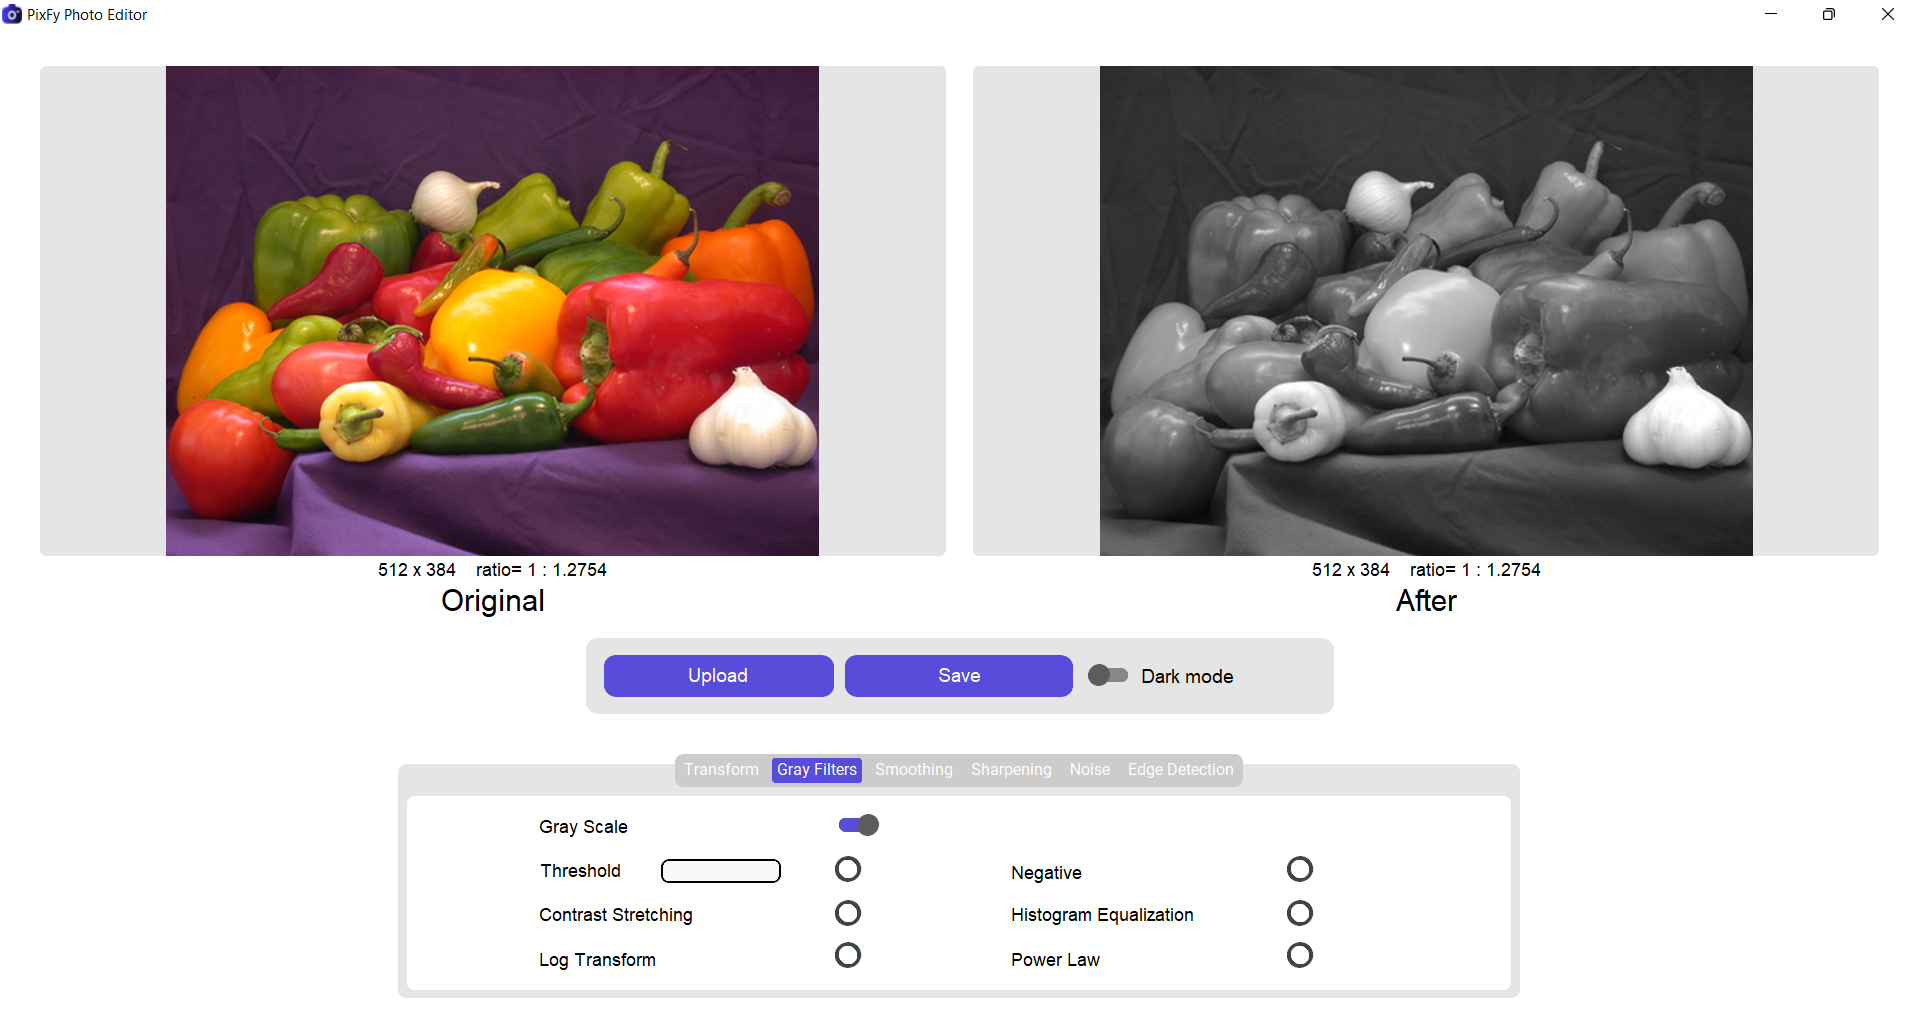 PixFy Photo Editor
512 x 384 ratio= 1 : 1.2754
Original
512 x 384 ratio= 1 : 1.2754
After
Upload
Save
Dark mode
Transform Gray Filters Smoothing Sharpening Noise Edge Detection
Gray Scale
Threshold
Negative
Contrast Stretching
Histogram Equalization
Log Transform
Power Law